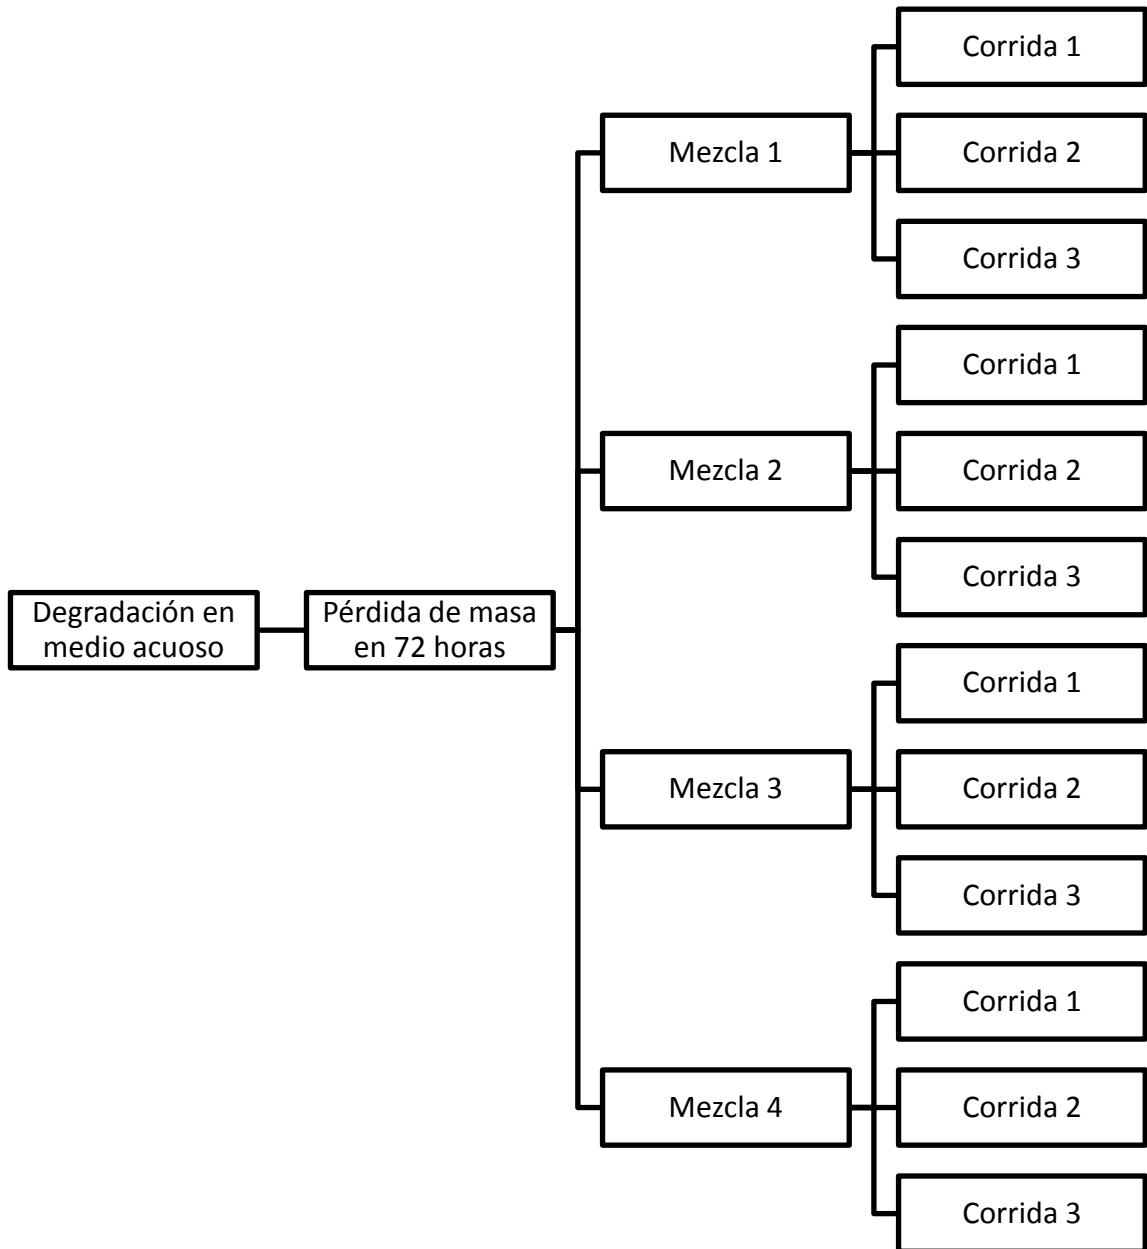 Corrida 1
Mezcla 1
Corrida 2
Corrida 3
Corrida 1
Mezcla 2
Corrida 2
Corrida 3
Degradación en
medio acuoso
Pérdida de masa
en 72 horas
Corrida 1
Mezcla 3
Corrida 2
Corrida 3
Corrida 1
Mezcla 4
Corrida 2
Corrida 3